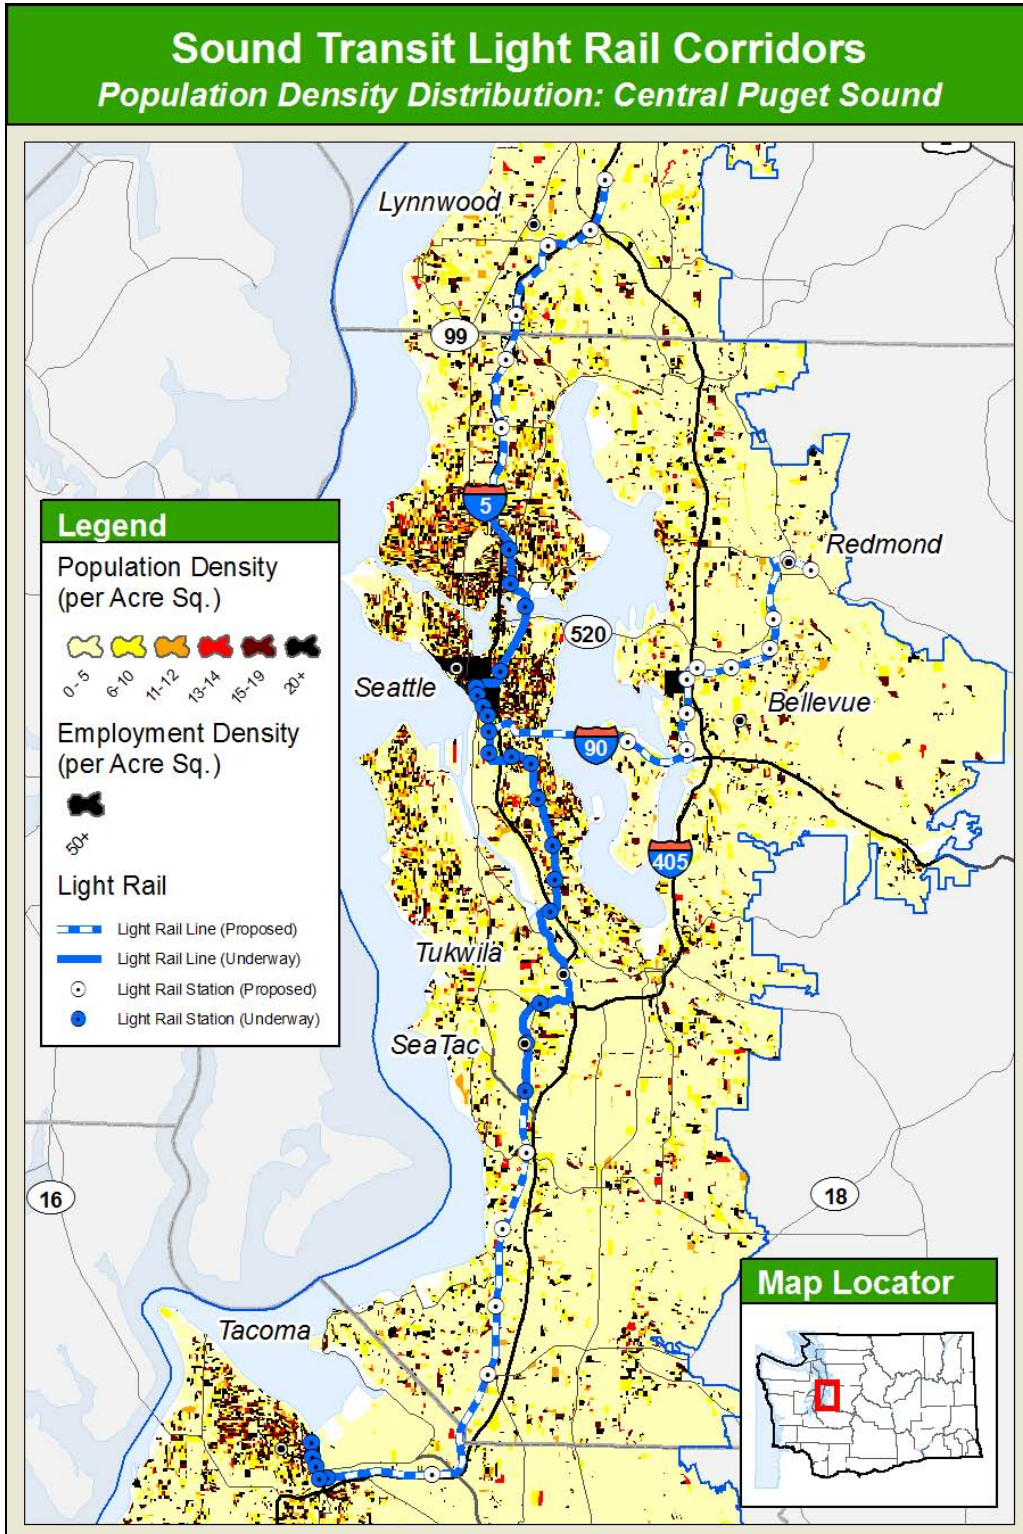 Sound Transit Light Rail Corridors
Population Density Distribution: Central Puget Sound
Lynnwood
99
5
Redmond
520
Seattle
Bellevue
90
405
Tukwila
SeaTac
16
18
Tacoma
Legend
Population Density
(per Acre Sq.)
0 - 5
6-10
11-12
13-14
15-19
20+
Employment Density
(per Acre Sq.)
50+
Light Rail
Light Rail Line (Proposed)
Light Rail Line (Underway)
Light Rail Station (Proposed)
Light Rail Station (Underway)
Map Locator